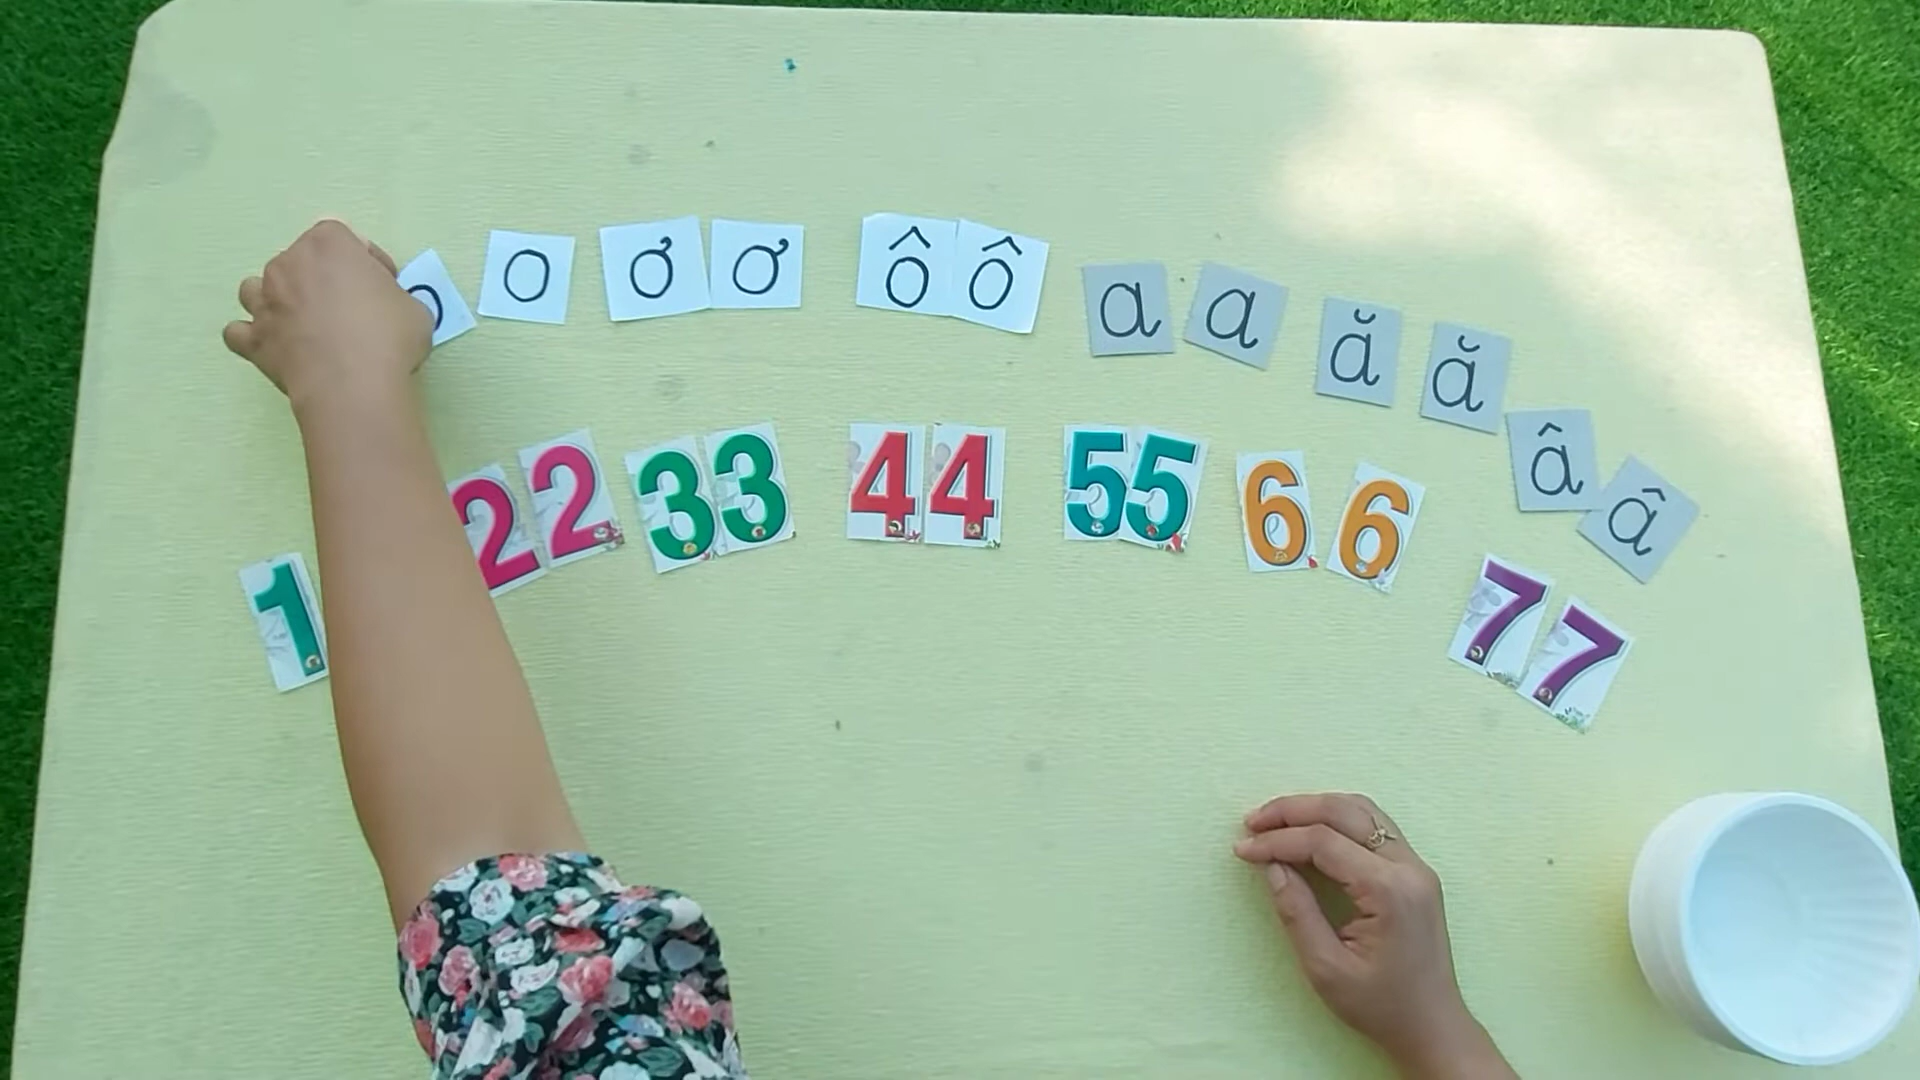 o o ơ ơ ô ô a a ă ă â â
1 2 2 3 3 4 4 5 5 6 6 7 7